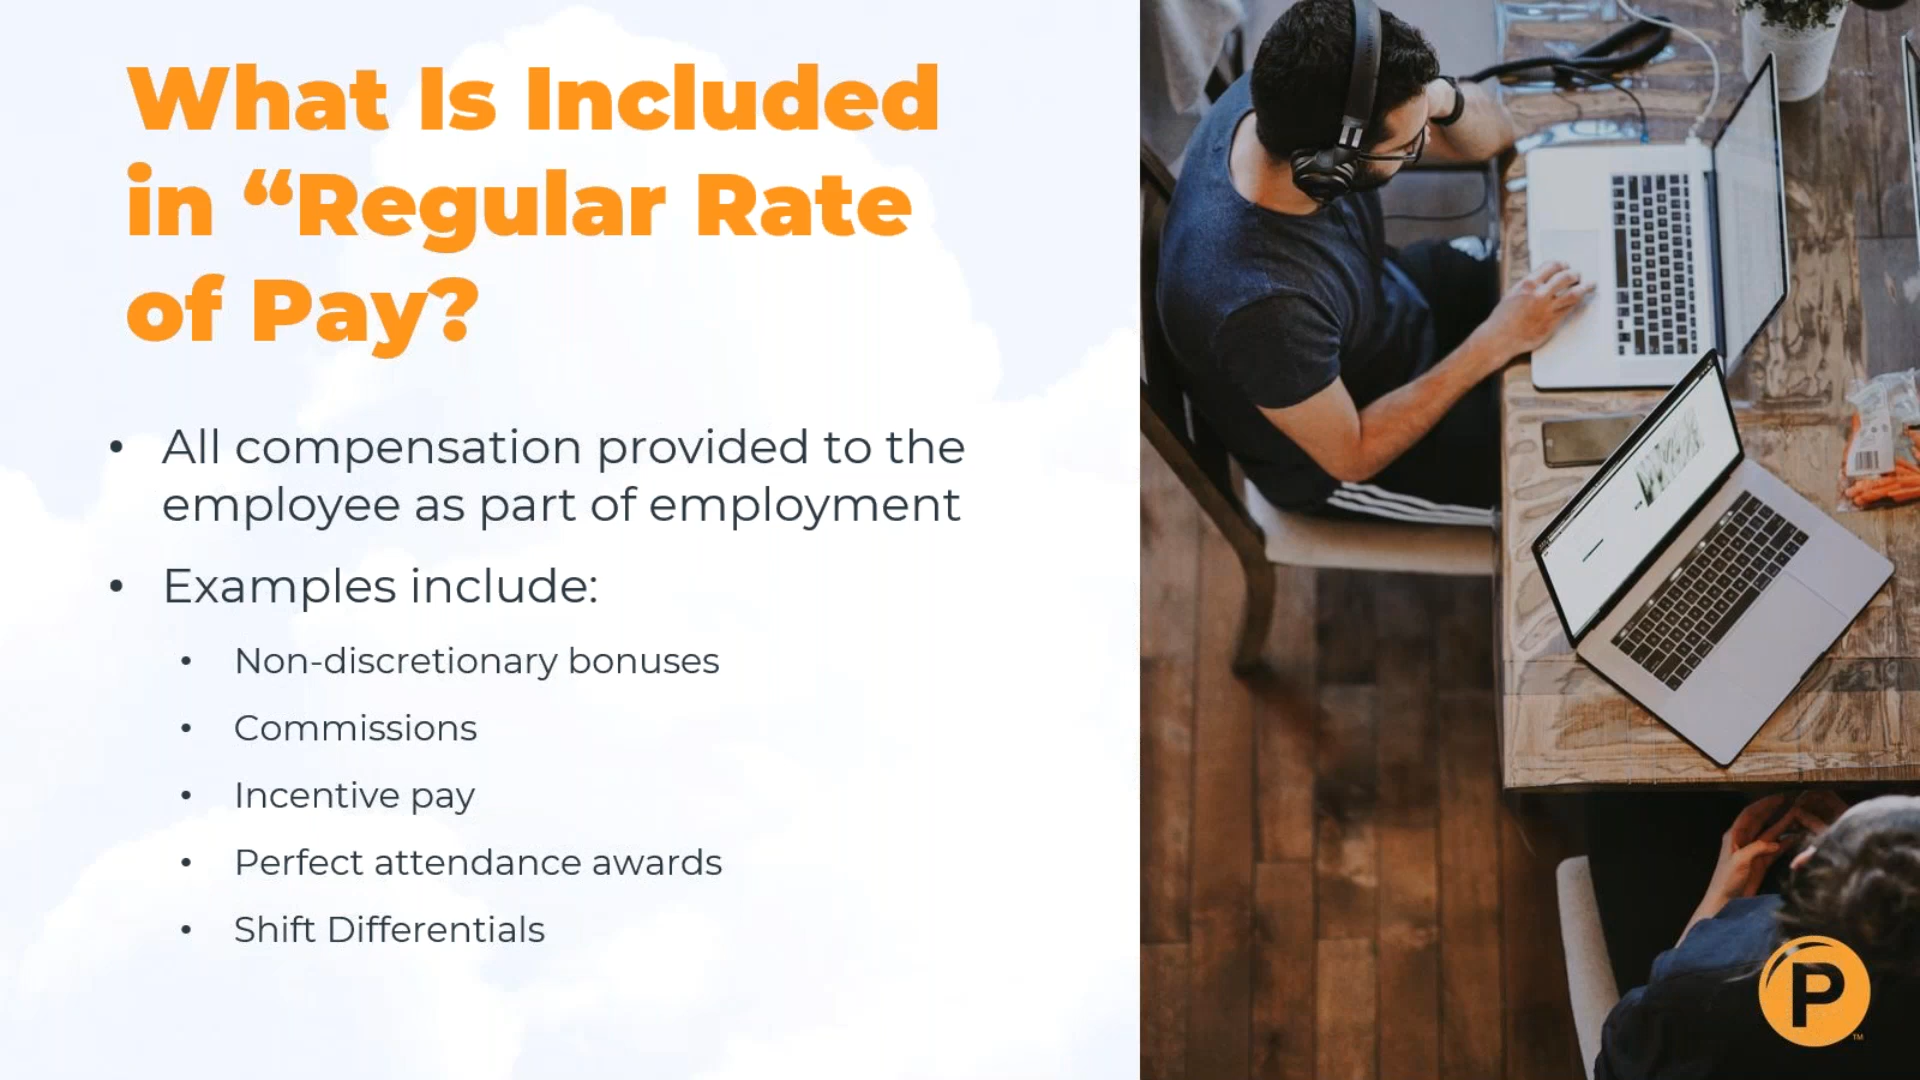 What Is Included
in “Regular Rate
of Pay?
• All compensation provided to the
employee as part of employment
• Examples include:
• Non-discretionary bonuses
• Commissions
• Incentive pay
• Perfect attendance awards
• Shift Differentials
P
TM